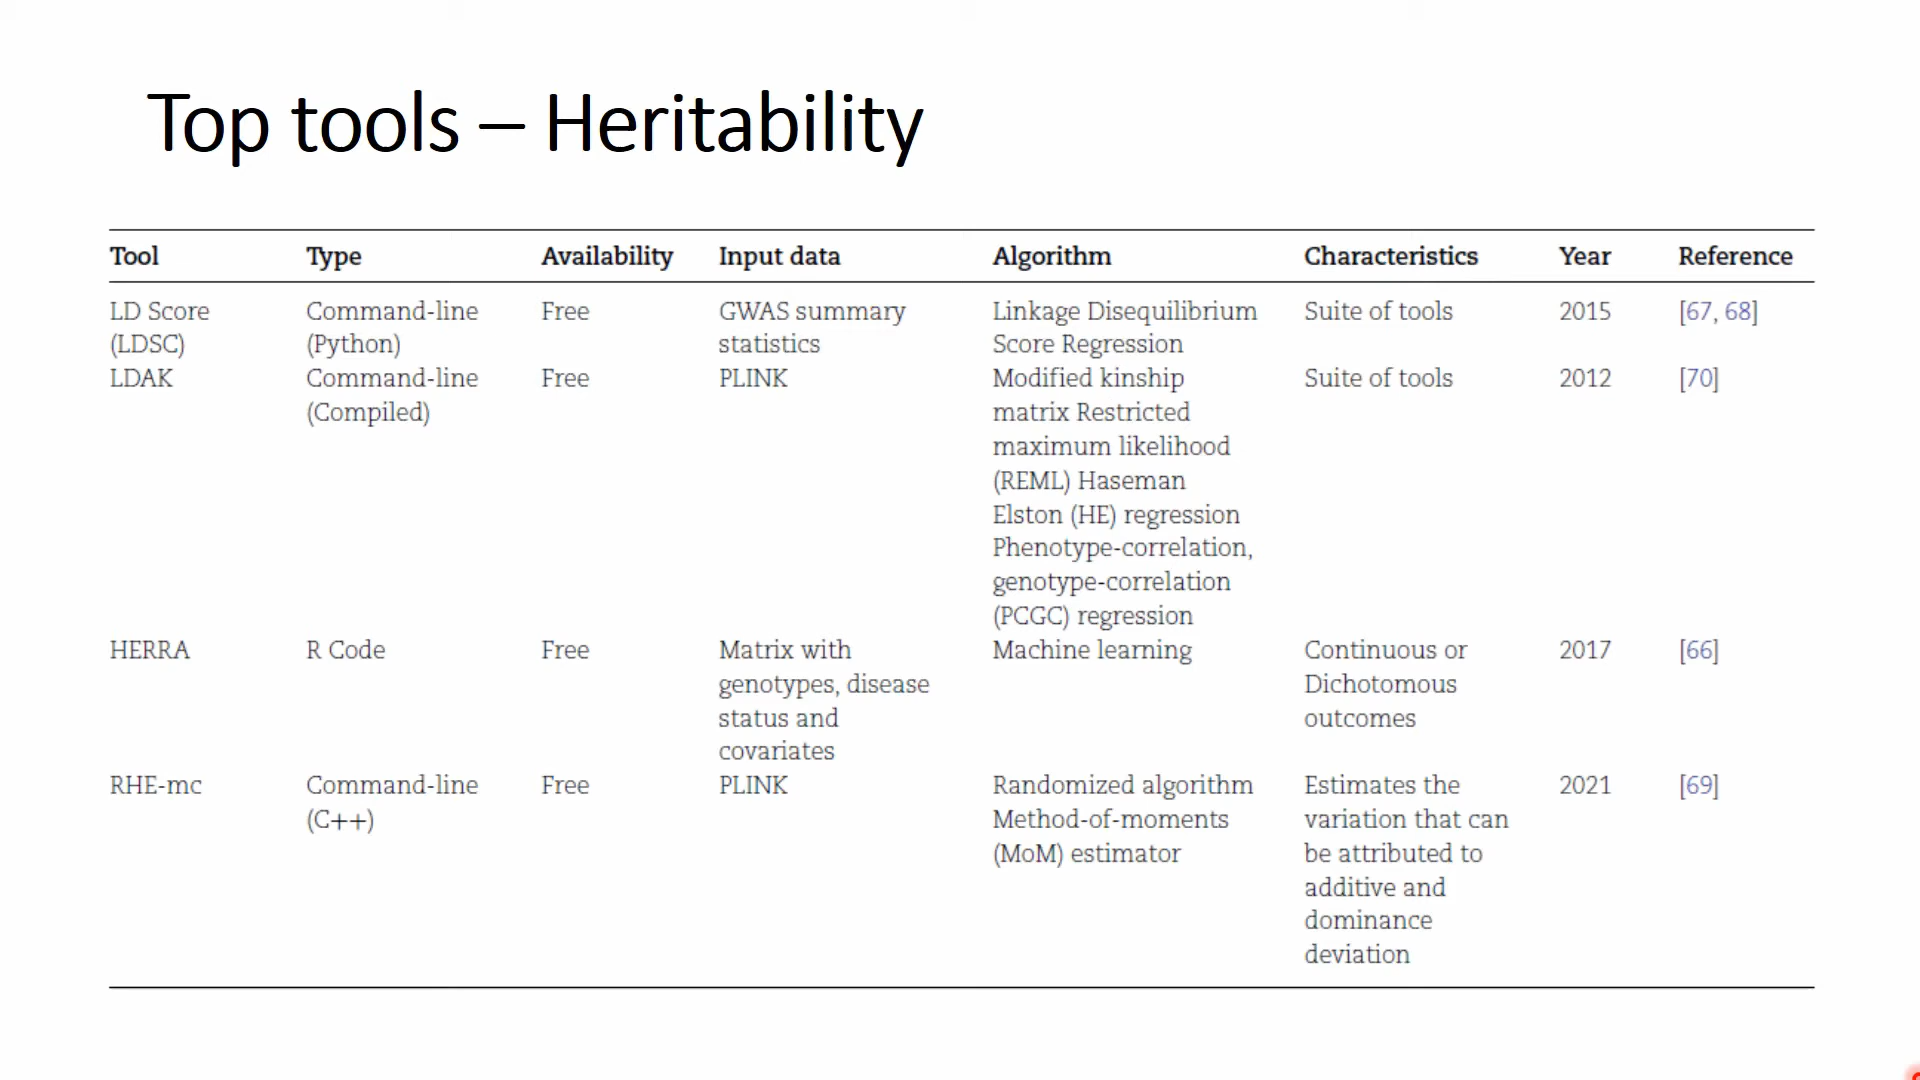 Top tools – Heritability
Tool Type Availability Input data Algorithm Characteristics Year Reference
LD Score Command-line Free GWAS summary Linkage Disequilibrium Suite of tools 2015 [67, 68]
(LDSC) (Python) statistics Score Regression
LDAK Command-line Free PLINK Modified kinship Suite of tools 2012 [70]
(Compiled) matrix Restricted
maximum likelihood
(REML) Haseman
Elston (HE) regression
Phenotype-correlation,
genotype-correlation
(PCGC) regression
HERRA R Code Free Matrix with Machine learning Continuous or 2017 [66]
genotypes, disease Dichotomous
status and outcomes
covariates
RHE-mc Command-line Free PLINK Randomized algorithm Estimates the 2021 [69]
(C++) Method-of-moments variation that can
(MoM) estimator be attributed to
additive and
dominance
deviation